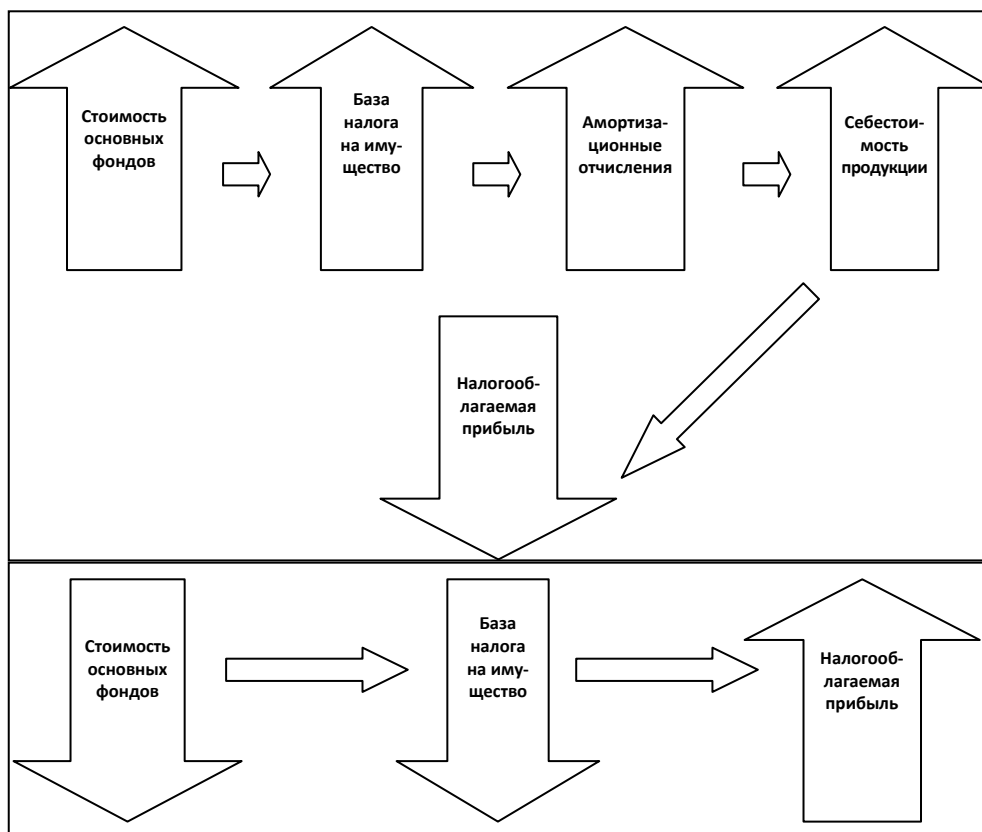 Стоимость
основных
фондов
База
налога
на иму-
щество
Амортиза-
ционные
отчисления
Себестои-
мость
продукции
Налогооб-
лагаемая
прибыль
Стоимость
основных
фондов
База
налога
на иму-
щество
Налогооб-
лагаемая
прибыль